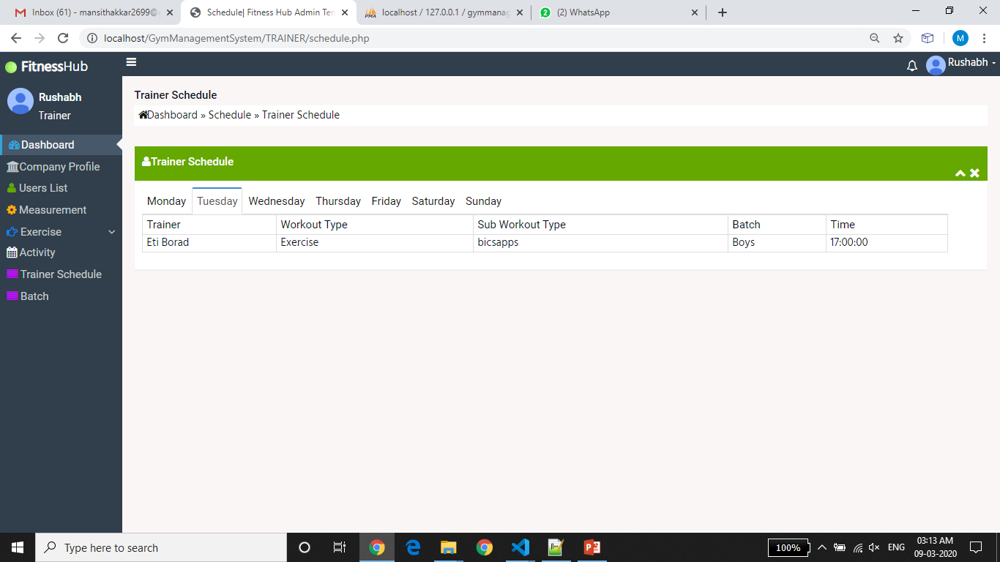 Inbox (61) - mansithakkar2699@
Schedule| Fitness Hub Admin Tem
localhost / 127.0.0.1 / gymmanag
(2) WhatsApp
localhost/GymManagementSystem/TRAINER/schedule.php
M
FitnessHub
Rushabh
Rushabh
Trainer
Trainer Schedule
Dashboard » Schedule » Trainer Schedule
Dashboard
Company Profile
Users List
Measurement
Exercise
Activity
Trainer Schedule
Batch
Trainer Schedule
Monday Tuesday Wednesday Thursday Friday Saturday Sunday
Trainer Workout Type Sub Workout Type Batch Time
Eti Borad Exercise bicsapps Boys 17:00:00
Type here to search
100%
ENG
03:13 AM
09-03-2020